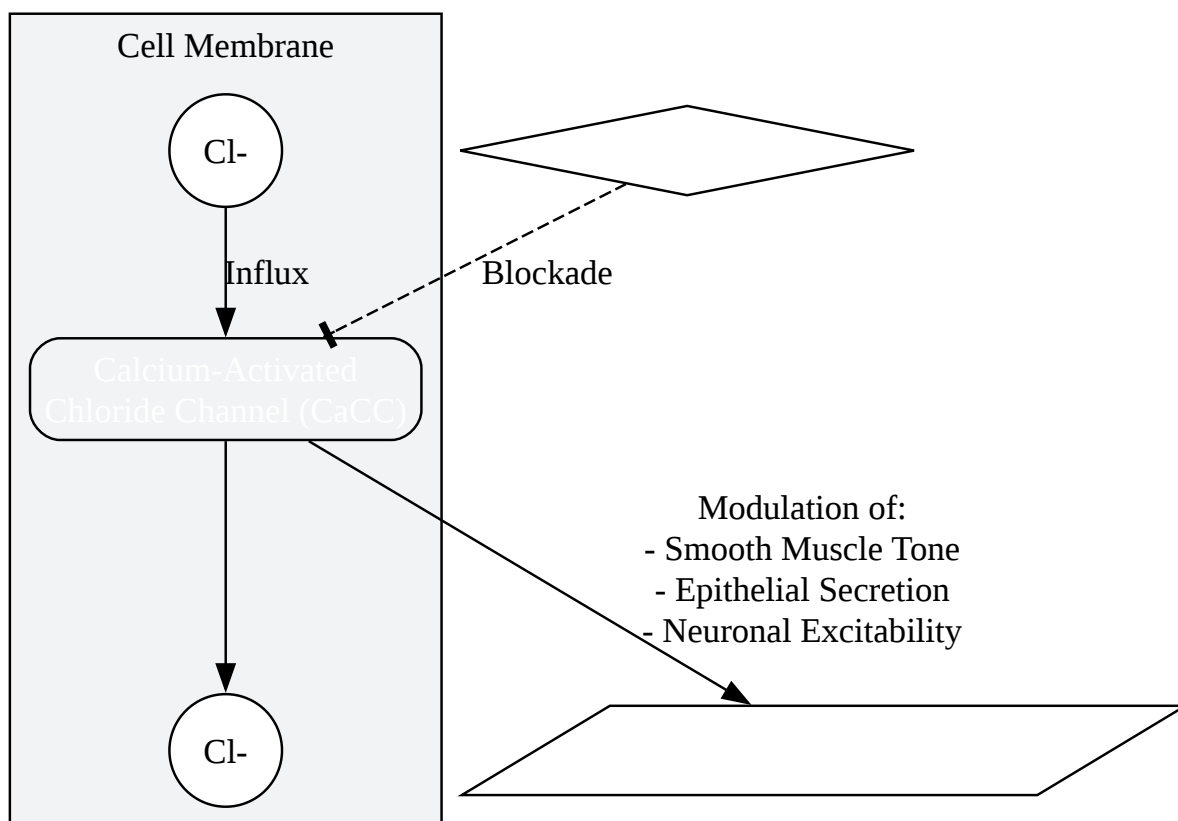 Cell Membrane
Cl-
Influx
Blockade
Calcium-Activated
Chloride Channel (CaCC)
Modulation of:
- Smooth Muscle Tone
- Epithelial Secretion
- Neuronal Excitability
Cl-